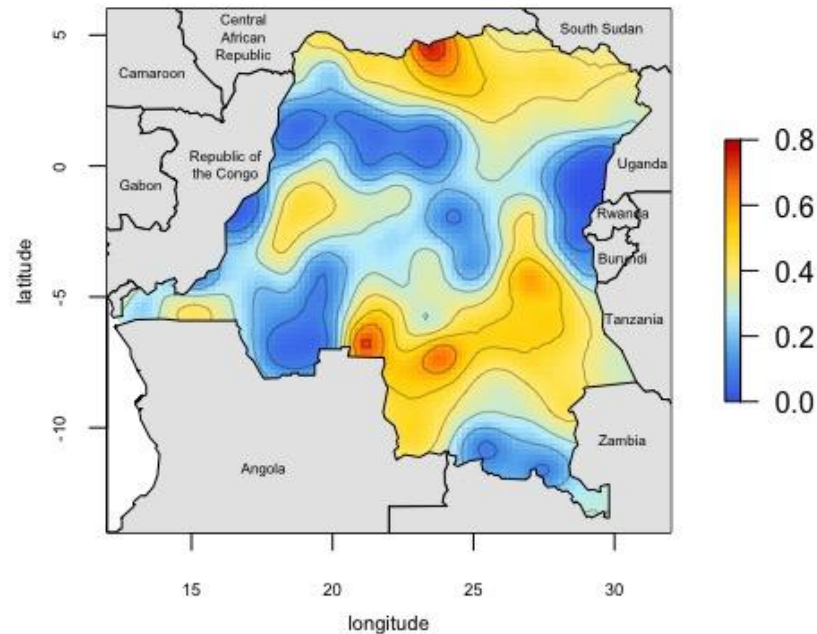 Central
African
Republic
South Sudan
Camaroon
Republic of
the Congo
Gabon
Uganda
Rwanda
Burundi
Tanzania
Zambia
Angola
5
0
-5
-10
latitude
15
20
25
30
longitude
0.8
0.6
0.4
0.2
0.0